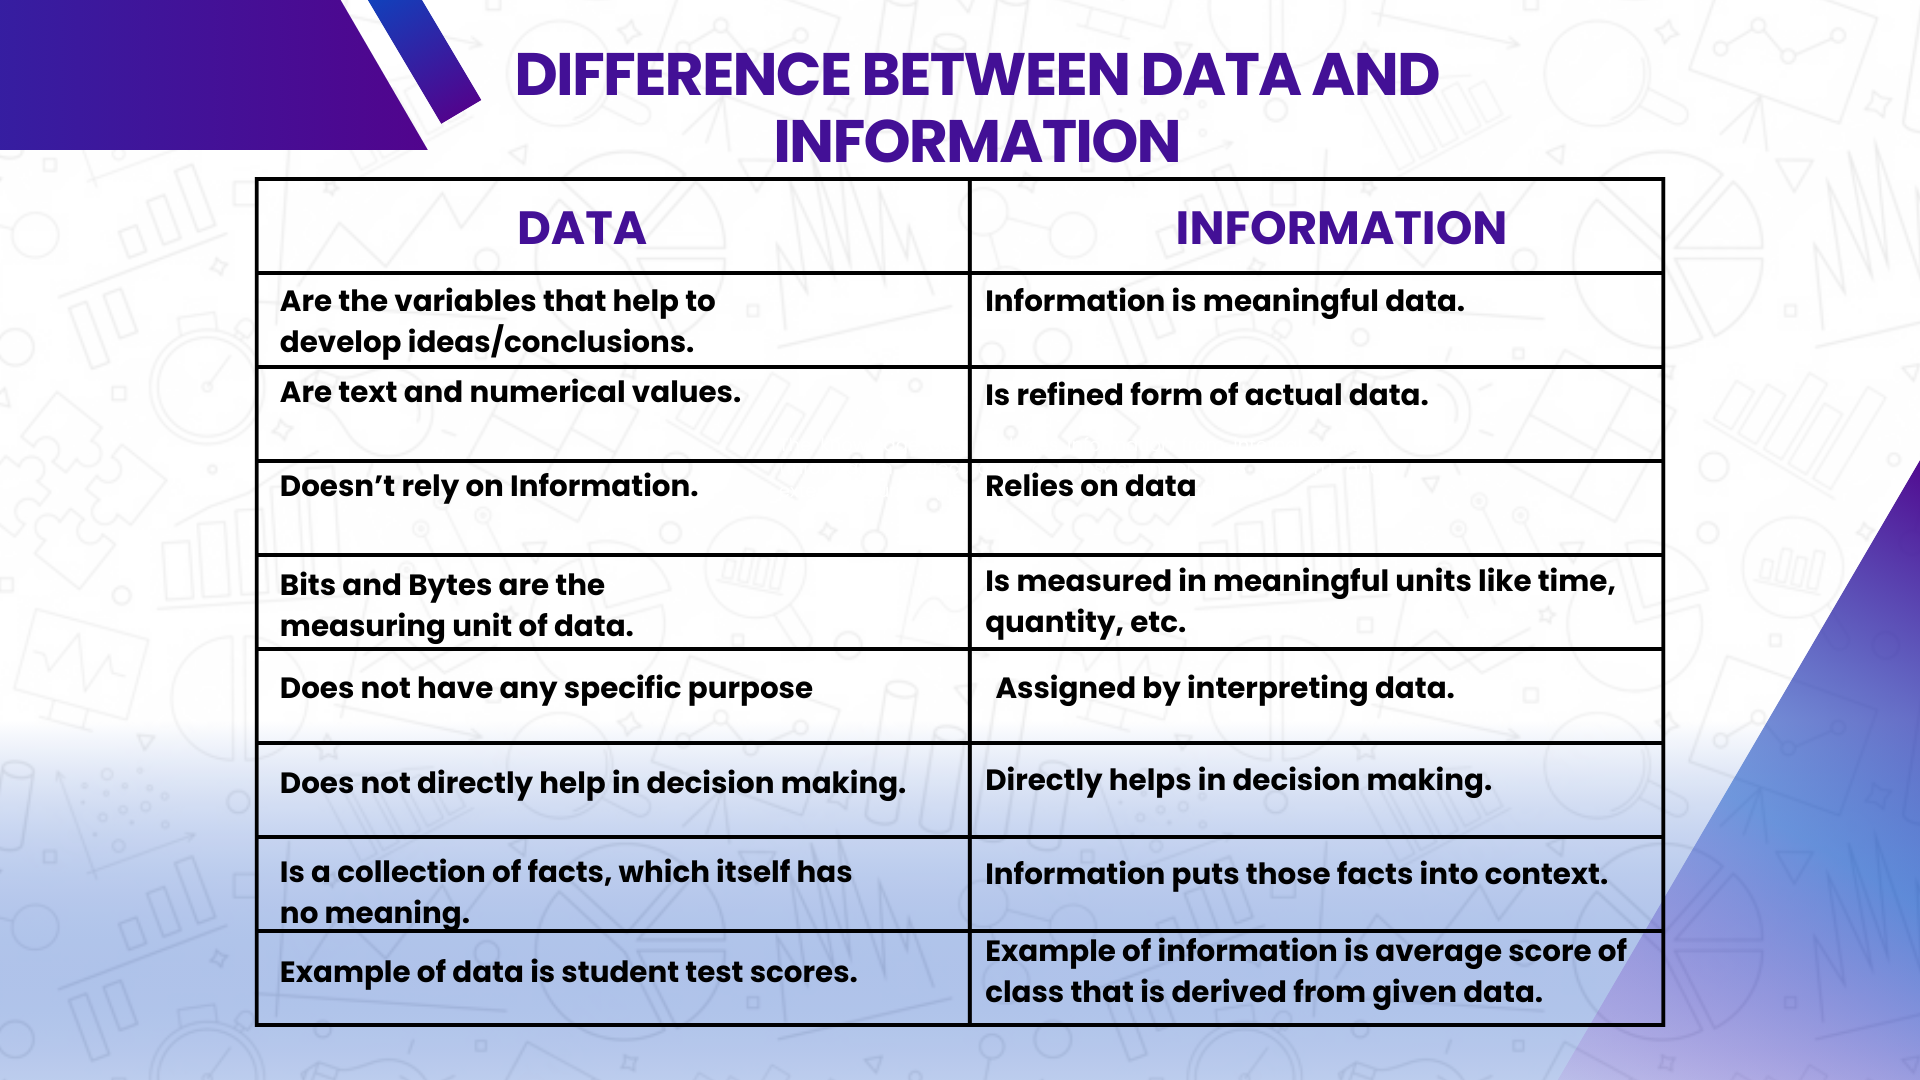 DIFFERENCE BETWEEN DATA AND
INFORMATION
DATA
INFORMATION
Are the variables that help to
develop ideas/conclusions.
Information is meaningful data.
Are text and numerical values.
Is refined form of actual data.
Doesn’t rely on Information.
Relies on data
Bits and Bytes are the
measuring unit of data.
Is measured in meaningful units like time,
quantity, etc.
Does not have any specific purpose
Assigned by interpreting data.
Does not directly help in decision making.
Directly helps in decision making.
Is a collection of facts, which itself has
no meaning.
Information puts those facts into context.
Example of data is student test scores.
Example of information is average score of
class that is derived from given data.